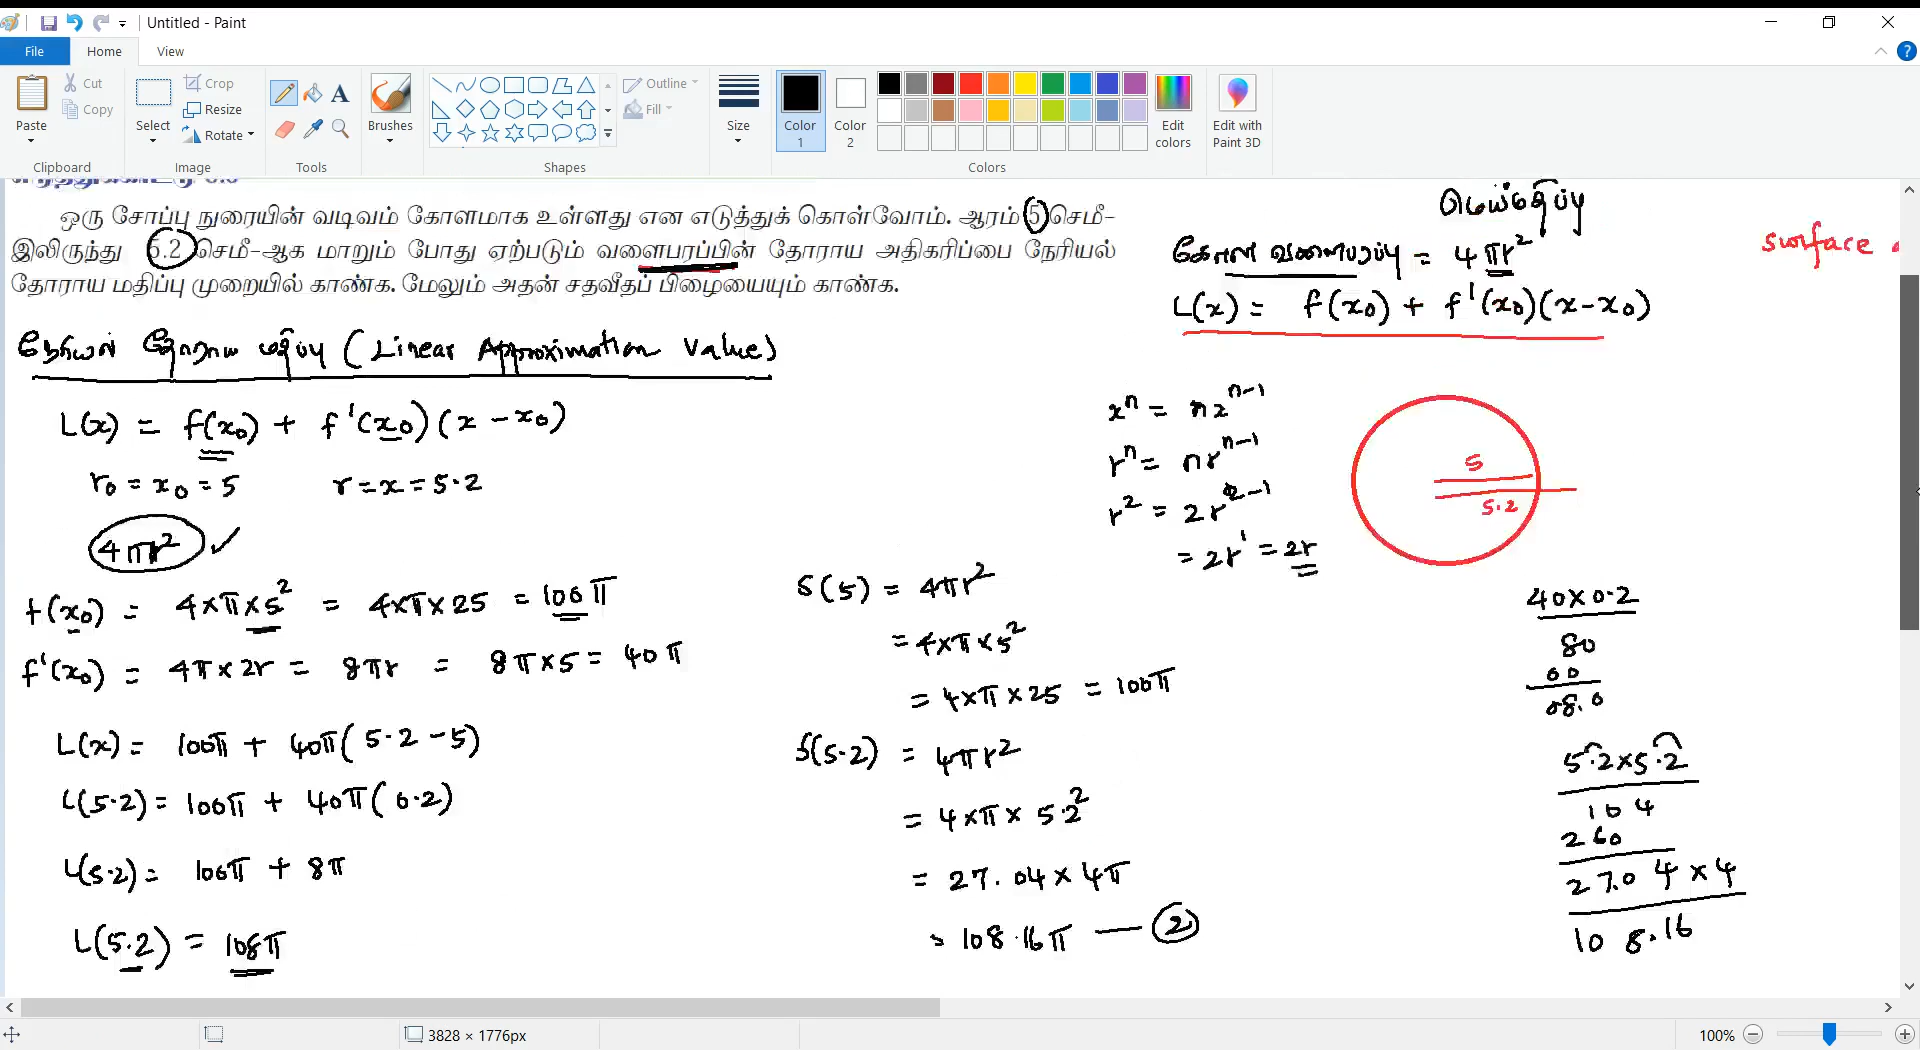 Untitled - Paint
File Home View
Paste
Cut
Copy
Clipboard
Select
Crop
Resize
Rotate
Image
Tools
Brushes
Shapes
Outline
Fill
Size
Color 1
Color 2
Colors
Edit colors
Edit with Paint 3D
ஒரு சோப்பு நுரையின் வடிவம் கோளமாக உள்ளது என எடுத்துக் கொள்வோம். ஆரம் 5 செமீ-
இலிருந்து 5.2 செமீ-ஆக மாறும் போது ஏற்படும் வளைபரப்பின் தோராய அதிகரிப்பை நேரியல்
தோராய மதிப்பு முறையில் காண்க. மேலும் அதன் சதவீதப் பிழையையும் காண்க.
நேரியல் தோராய மதிப்பு (Linear Approximation Value)
L(x) = f(x₀) + f'(x₀)(x - x₀)
r₀ = x₀ = 5 r = x = 5.2
4πr² ✓
f(x₀) = 4×π×5² = 4×π×25 = 100π
f'(x₀) = 4π×2r = 8πr = 8π×5 = 40π
L(x) = 100π + 40π(5.2-5)
L(5.2) = 100π + 40π(0.2)
L(5.2) = 100π + 8π
L(5.2) = 108π
S(5) = 4πr²
= 4×π×5²
= 4×π×25 = 100π
S(5.2) = 4πr²
= 4×π×5.2²
= 27.04×4π
= 108.16π — 2
கோள வளைபரப்பு = 4πr²
surface
L(x) = f(x₀) + f'(x₀)(x-x₀)
xⁿ = nxⁿ⁻¹
rⁿ = nrⁿ⁻¹
r² = 2r²⁻¹
= 2r¹ = 2r
5
5.2
40×0.2
80
00
08.0
5.2×5.2
104
260
27.04×4
108.16
3828 × 1776px
100%